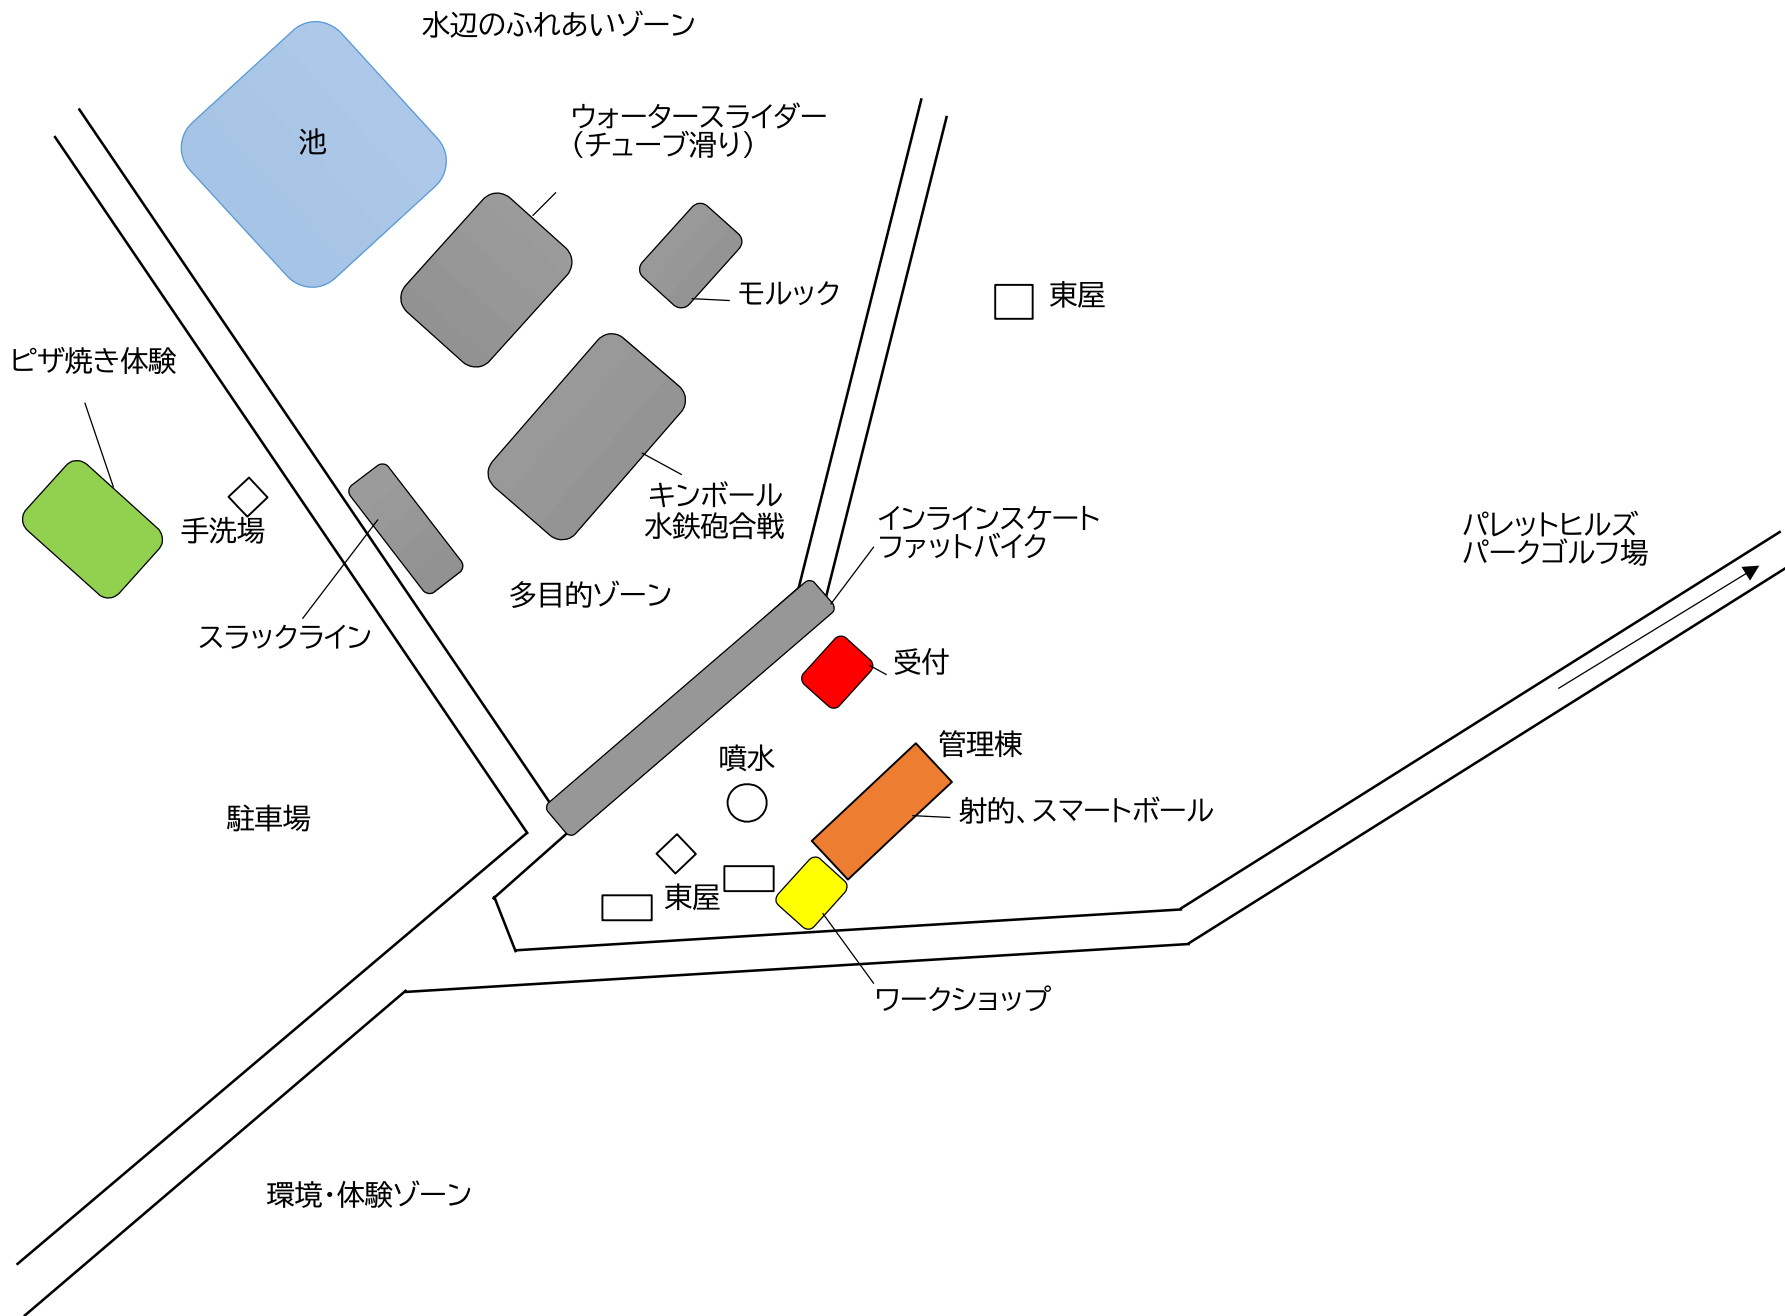 水辺のふれあいゾーン
池
ウォータースライダー
（チューブ滑り）
モルック
東屋
ピザ焼き体験
手洗場
キンボール
水鉄砲合戦
インラインスケート
ファットバイク
パレットヒルズ
パークゴルフ場
多目的ゾーン
スラックライン
受付
噴水
管理棟
射的、スマートボール
駐車場
東屋
ワークショップ
環境・体験ゾーン